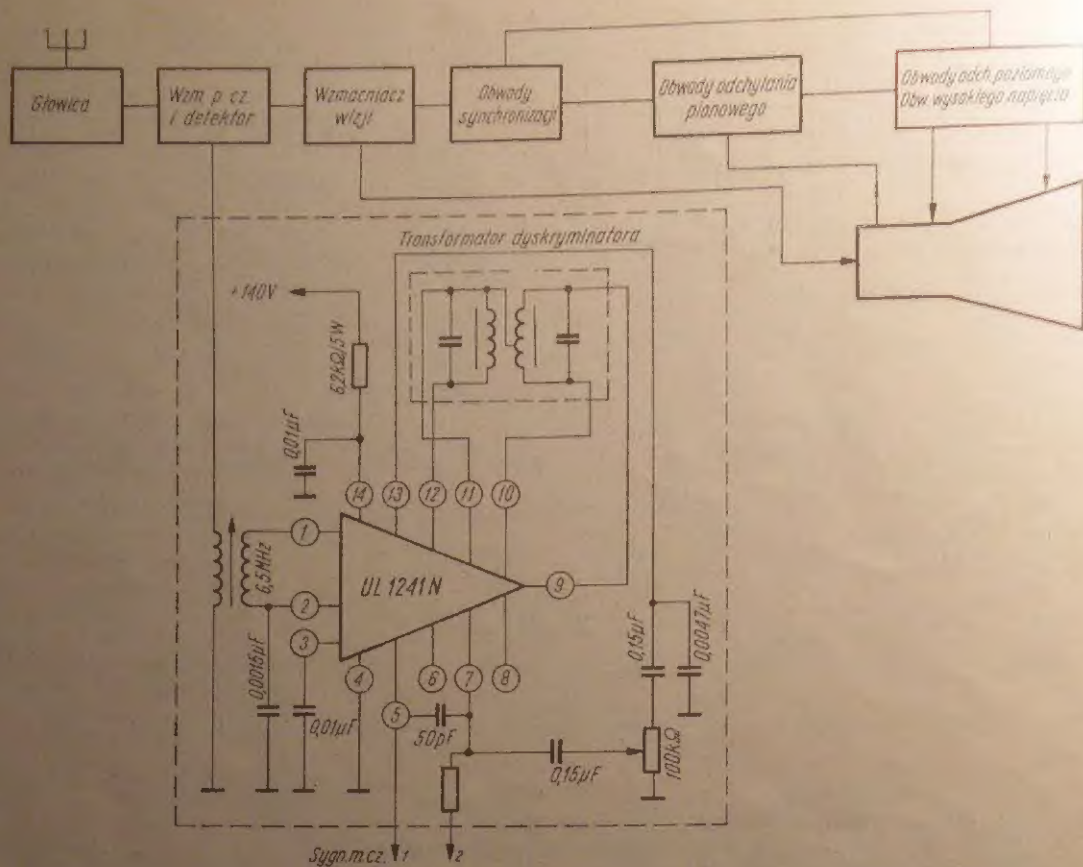 Głowica
Wzm. p. cz.
i detektor
Wzmacniacz
wizji
Obwody
synchronizacji
Obwody odchylania
pionowego
Obwody odch. poziomego
Obw. wysokiego napięcia
Transformator dyskryminatora
+140V
6,2kΩ/5W
0,01µF
14
13
12
11
10
1
6,5MHz
UL 1241 N
9
2
3
0,15µF
0,0047µF
0,0015µF
4
6
7
8
0,01µF
5
50pF
0,15µF
100kΩ
Sygn. m. cz. 1
2